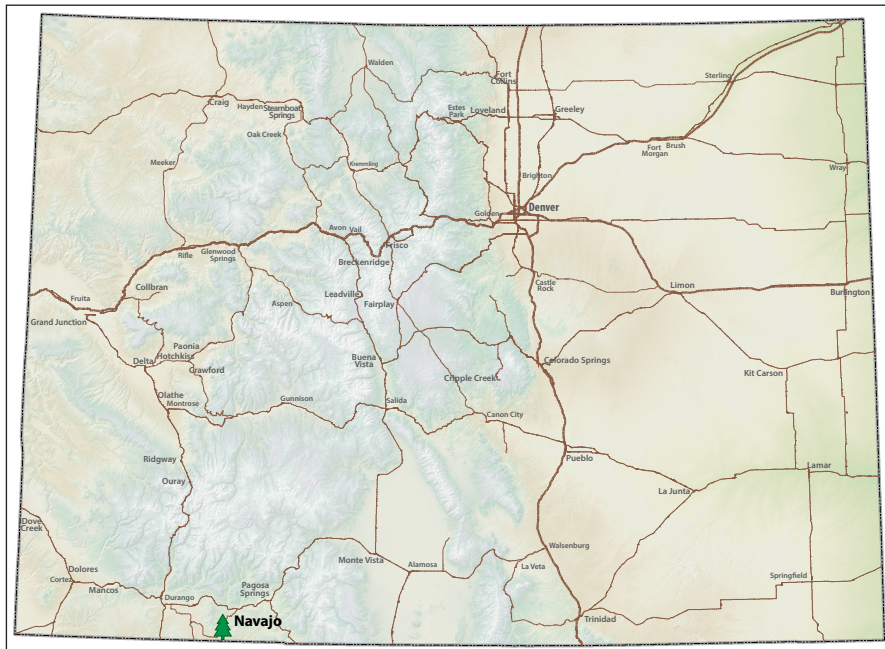 Walden
Fort
Collins
Sterling
Craig
Hayden
Steamboat
Springs
Estes
Park
Loveland
Greeley
Oak Creek
Fort
Morgan
Brush
Meeker
Kremmling
Wray
Brighton
Golden
Denver
Avon
Vail
Frisco
Rifle
Glenwood
Springs
Breckenridge
Castle
Rock
Limon
Burlington
Collbran
Fruita
Leadville
Fairplay
Aspen
Grand Junction
Paonia
Hotchkiss
Delta
Crawford
Buena
Vista
Colorado Springs
Cripple Creek
Kit Carson
Olathe
Montrose
Gunnison
Salida
Canon City
Ridgway
Pueblo
Ouray
Lamar
La Junta
Dove
Creek
Walsenburg
Monte Vista
Alamosa
La Veta
Dolores
Cortez
Mancos
Durango
Pagosa
Springs
Springfield
Navajo
Trinidad